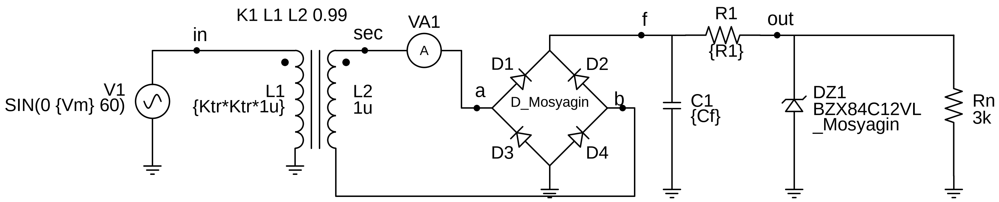 K1 L1 L2 0.99
in
sec
VA1
A
f
R1
{R1}
out
V1
SIN(0 {Vm} 60)
L1
{Ktr*Ktr*1u}
L2
1u
D1
D2
a
D_Mosyagin
b
D3
D4
C1
{Cf}
DZ1
BZX84C12VL
_Mosyagin
Rn
3k